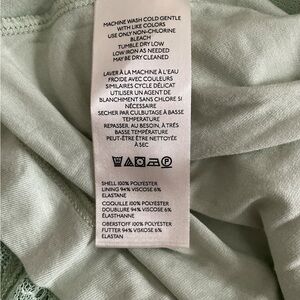 MACHINE WASH COLD GENTLE
WITH LIKE COLORS
USE ONLY NON-CHLORINE
BLEACH
TUMBLE DRY LOW
LOW IRON AS NEEDED
MAY BE DRY CLEANED
LAVER À LA MACHINE À L'EAU
FROIDE AVEC COULEURS
SIMILAIRES CYCLE DÉLICAT
UTILISER UN AGENT DE
BLANCHIMENT SANS CHLORE SI
NÉCESSAIRE
SECHER PAR CULBUTAGE À BASSE
TEMPÉRATURE
REPASSER, AU BESOIN, À TRÈS
BASSE TEMPÉRATURE
PEUT-ÊTRE ÊTRE NETTOYÉE
À SEC
SHELL 100% POLYESTER
LINING 94% VISCOSE 6%
ELASTANE
COQUILLE 100% POLYESTER
DOUBLURE 94% VISCOSE 6%
ÉLASTHANNE
OBERSTOFF 100% POLYESTER
FUTTER 94% VISKOSE 6%
ELASTAN